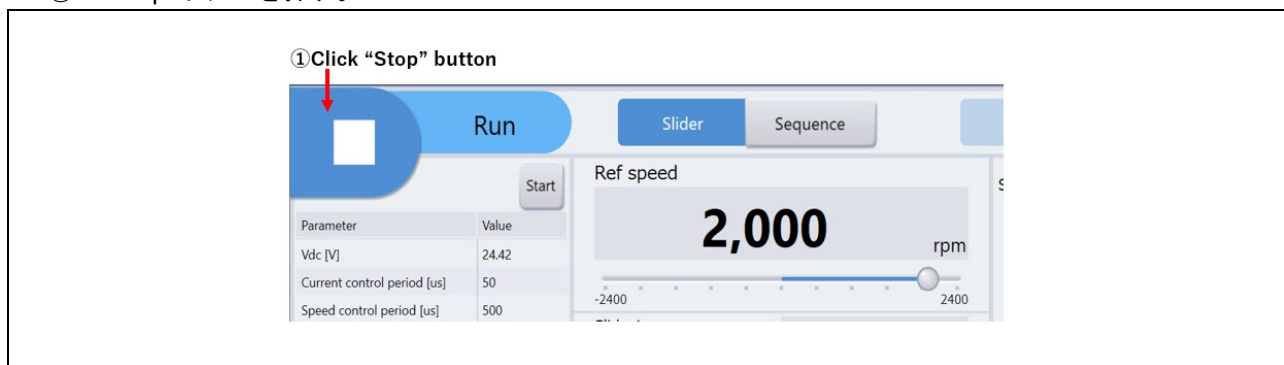 ①Click “Stop” button
Run
Slider
Sequence
Start
Ref speed
2,000
rpm
Parameter Value
Vdc [V] 24.42
Current control period [us] 50
Speed control period [us] 500
-2400
2400